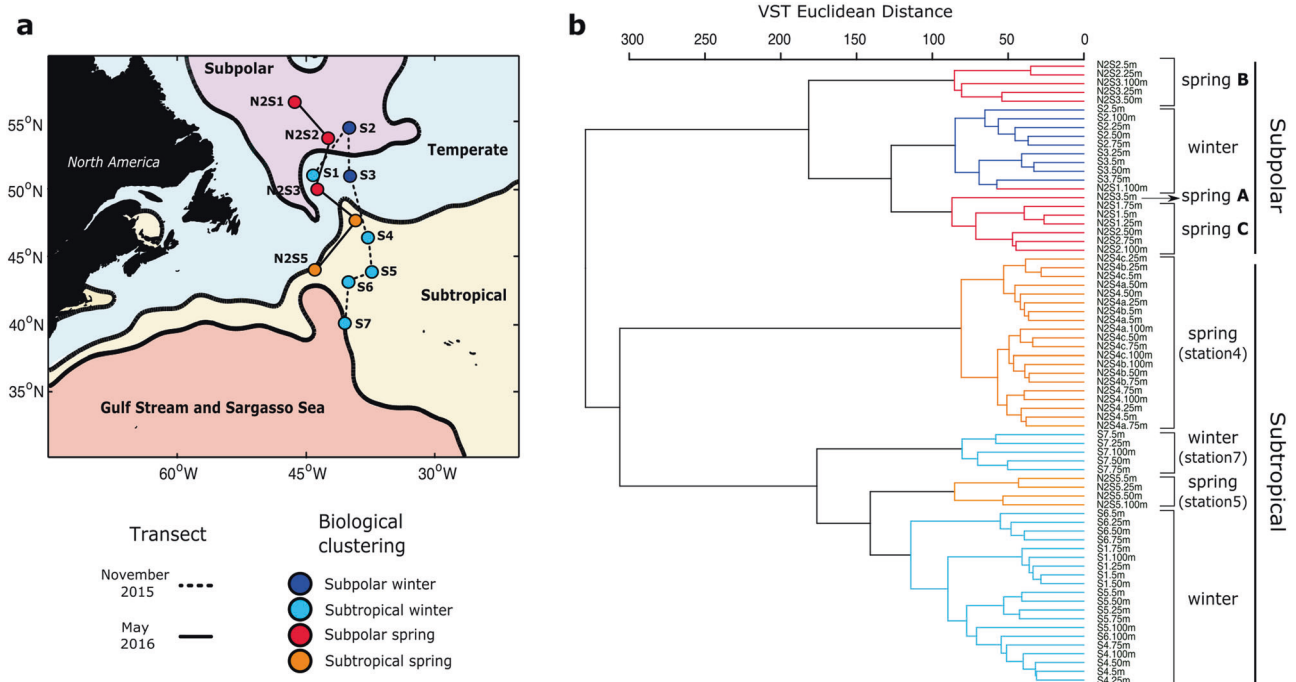 a
Subpolar
N2S1
N2S2
S2
55°N
North America
Temperate
S1
S3
50°N
N2S3
S4
45°N
N2S5
S5
S6
Subtropical
S7
40°N
35°N
Gulf Stream and Sargasso Sea
60°W
45°W
30°W
Transect
November
2015
May
2016
Biological
clustering
Subpolar winter
Subtropical winter
Subpolar spring
Subtropical spring
b
VST Euclidean Distance
300
250
200
150
100
50
0
N2S2.5m
N2S2.25m
N2S3.100m
N2S3.25m
N2S3.50m
S2.5m
S2.100m
S2.25m
S2.50m
S2.75m
S3.25m
S3.5m
S3.50m
S3.75m
N2S1.100m
N2S3.5m
N2S1.75m
N2S1.5m
N2S1.25m
N2S2.50m
N2S2.75m
N2S2.100m
N2S4c.25m
N2S4b.25m
N2S4c.5m
N2S4a.50m
N2S4.50m
N2S4a.25m
N2S4b.5m
N2S4a.5m
N2S4a.100m
N2S4c.50m
N2S4c.75m
N2S4c.100m
N2S4b.100m
N2S4b.50m
N2S4b.75m
N2S4.75m
N2S4.100m
N2S4.25m
N2S4.5m
N2S4a.75m
S7.5m
S7.25m
S7.100m
S7.50m
S7.75m
N2S5.5m
N2S5.25m
N2S5.50m
N2S5.100m
S6.5m
S6.25m
S6.50m
S6.75m
S1.75m
S1.100m
S1.25m
S1.5m
S1.50m
S5.5m
S5.50m
S5.25m
S5.75m
S5.100m
S6.100m
S4.75m
S4.100m
S4.50m
S4.5m
S4.25m
spring B
winter
spring A
spring C
spring
(station4)
winter
(station7)
spring
(station5)
winter
Subpolar
Subtropical